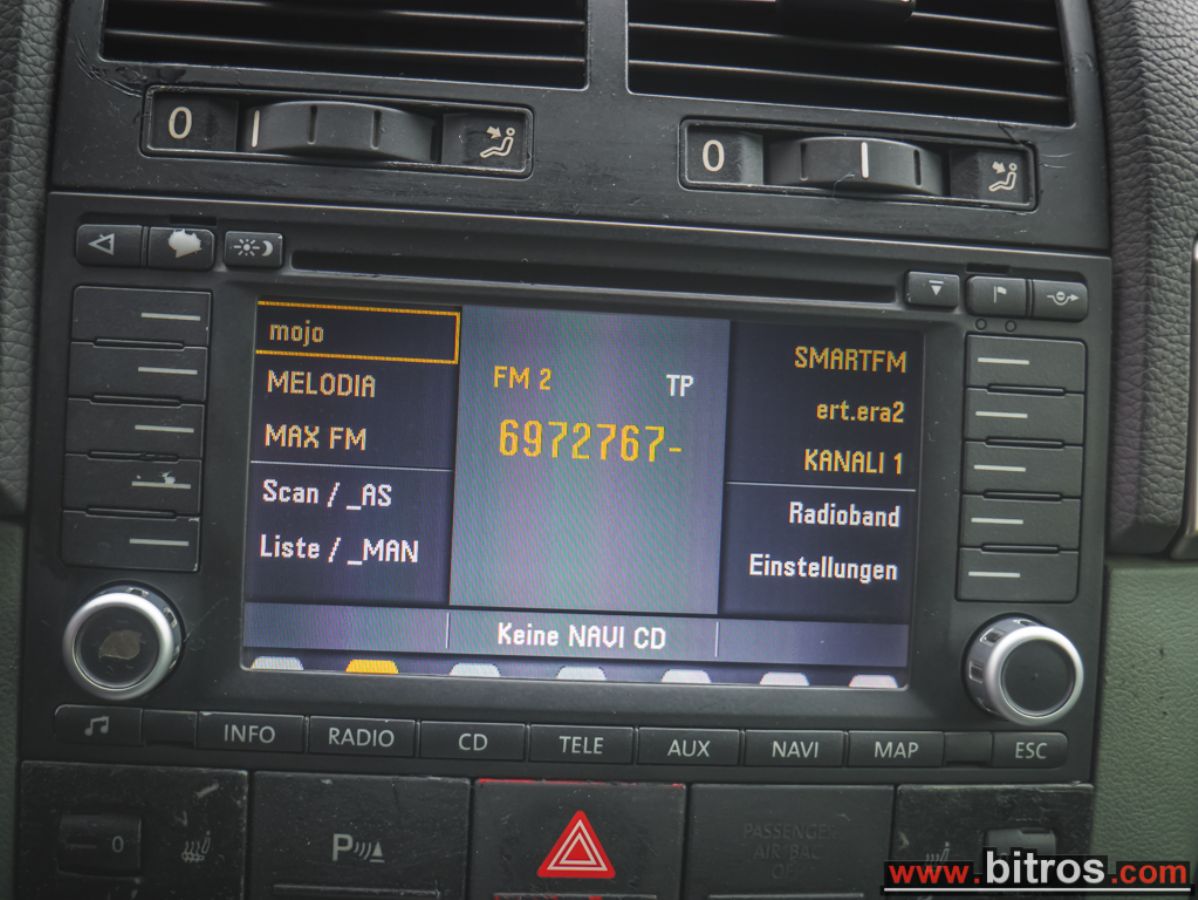 0
0
mojo
MELODIA
MAX FM
Scan / _AS
Liste / _MAN
FM 2
TP
6972767-
SMARTFM
ert.era2
KANALI 1
Radioband
Einstellungen
Keine NAVI CD
INFO
RADIO
CD
TELE
AUX
NAVI
MAP
ESC
0
P
PASSENGER
AIR BAG
OFF
www.bitros.com